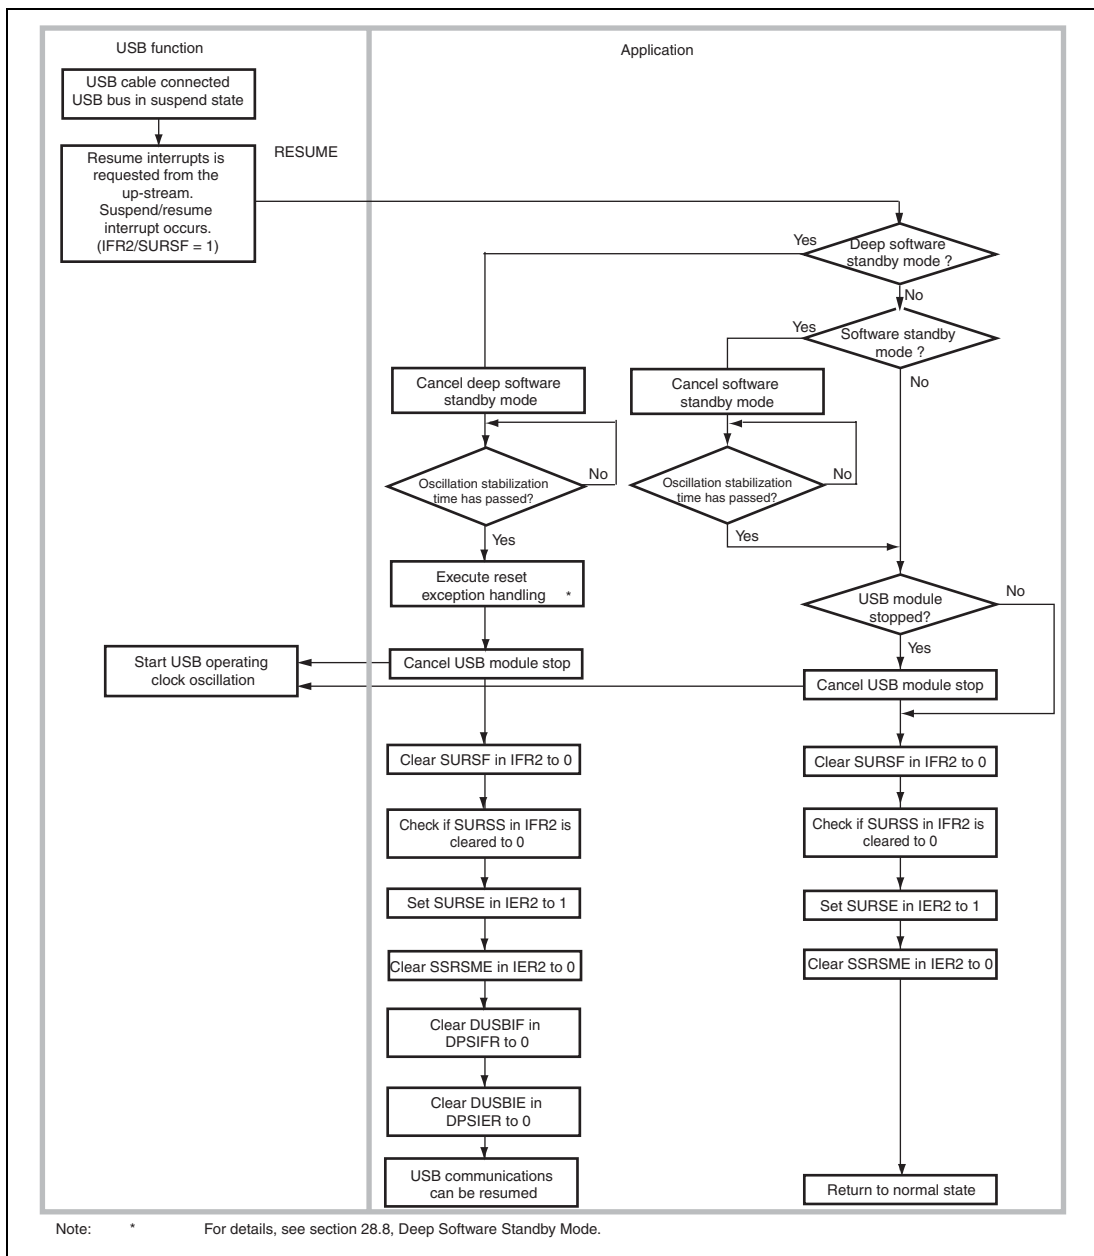 USB function
Application
USB cable connected
USB bus in suspend state
Resume interrupts is
requested from the
up-stream.
Suspend/resume
interrupt occurs.
(IFR2/SURSF = 1)
RESUME
Yes
Deep software
standby mode ?
No
Yes
Software standby
mode ?
No
Cancel deep software
standby mode
Cancel software
standby mode
Oscillation stabilization
time has passed?
No
Oscillation stabilization
time has passed?
No
Yes
Yes
Execute reset
exception handling *
USB module
stopped?
No
Yes
Start USB operating
clock oscillation
Cancel USB module stop
Cancel USB module stop
Clear SURSF in IFR2 to 0
Clear SURSF in IFR2 to 0
Check if SURSS in IFR2 is
cleared to 0
Check if SURSS in IFR2 is
cleared to 0
Set SURSE in IER2 to 1
Set SURSE in IER2 to 1
Clear SSRSME in IER2 to 0
Clear SSRSME in IER2 to 0
Clear DUSBIF in
DPSIFR to 0
Clear DUSBIE in
DPSIER to 0
USB communications
can be resumed
Return to normal state
Note: * For details, see section 28.8, Deep Software Standby Mode.